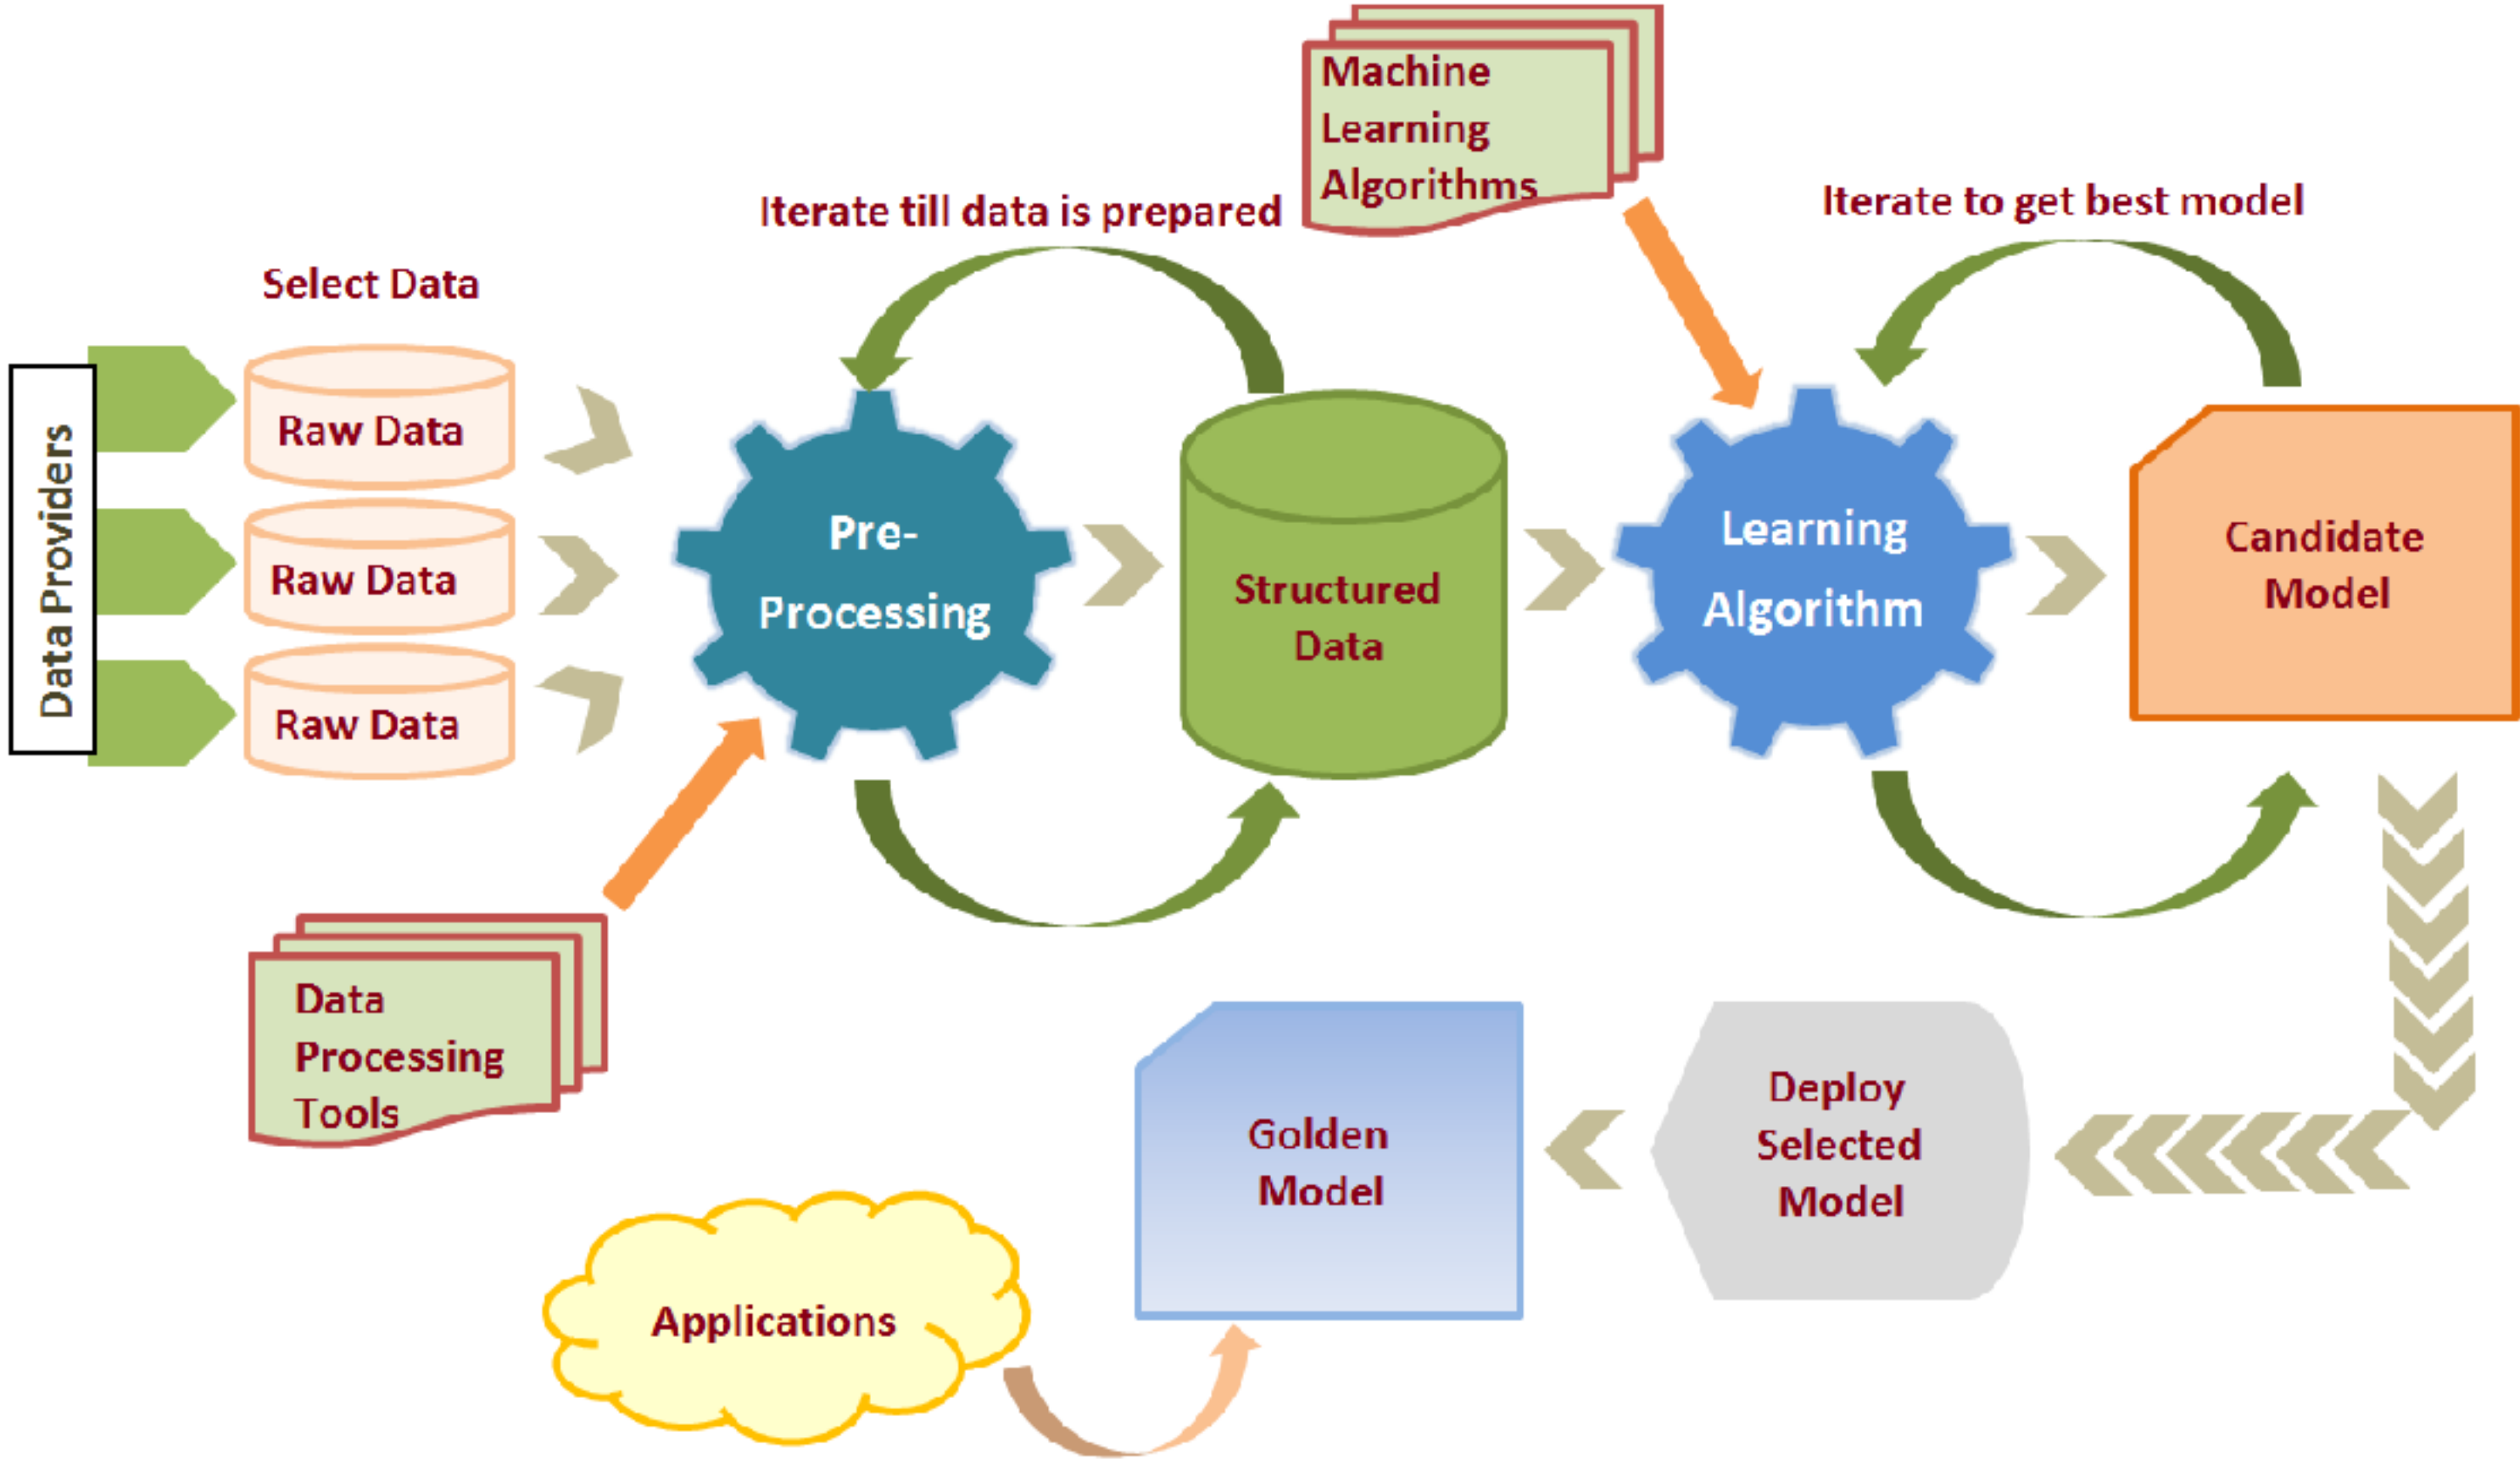 Machine
Learning
Algorithms
Iterate till data is prepared
Iterate to get best model
Select Data
Data Providers
Raw Data
Raw Data
Raw Data
Pre-
Processing
Structured
Data
Learning
Algorithm
Candidate
Model
Data
Processing
Tools
Golden
Model
Deploy
Selected
Model
Applications